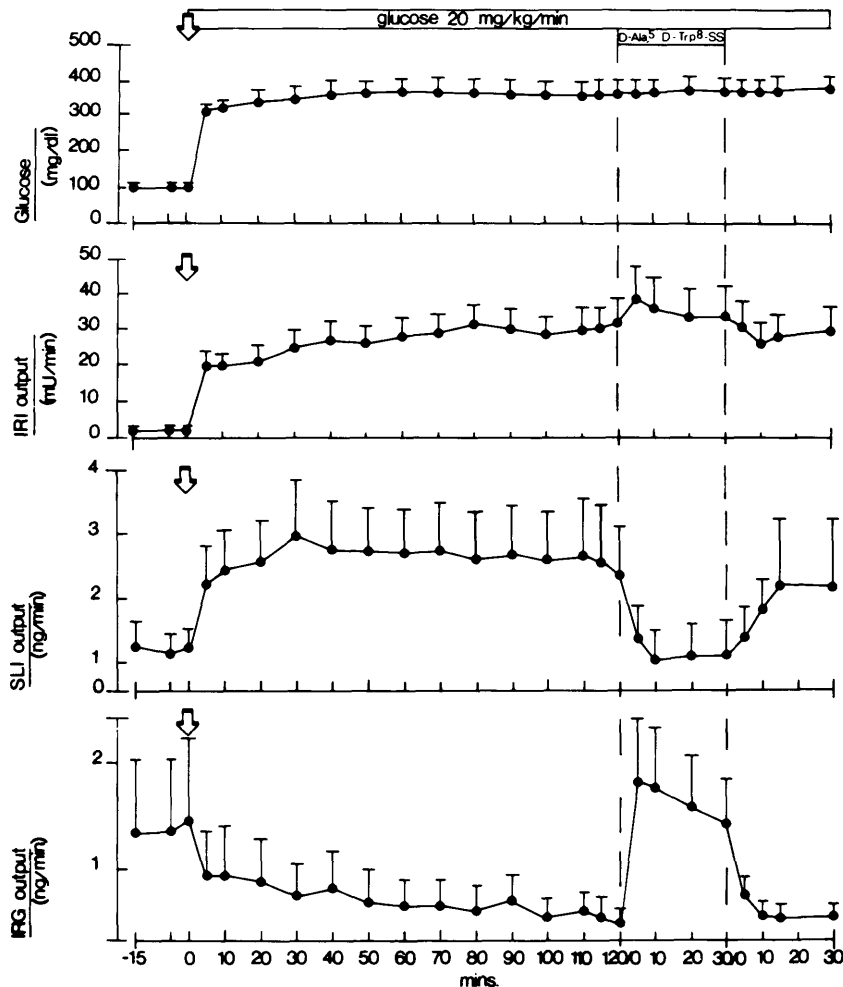 glucose 20 mg/kg/min
D-Ala,5 D-Trp8-SS
500
400
300
200
100
0
Glucose
(mg/dl)
50
40
30
20
10
0
IRI output
(mU/min)
4
3
2
1
0
SLI output
(ng/min)
2
1
IRG output
(ng/min)
-15 0 10 20 30 40 50 60 70 80 90 100 110 120/0 10 20 30/0 10 20 30
mins.